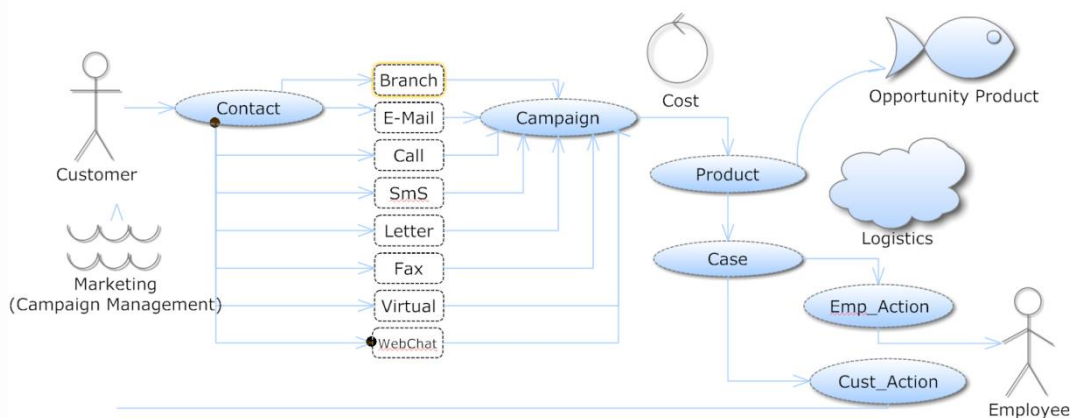 Customer
Marketing
(Campaign Management)
Contact
Branch
E-Mail
Call
SmS
Letter
Fax
Virtual
WebChat
Campaign
Cost
Product
Case
Opportunity Product
Logistics
Emp_Action
Cust_Action
Employee